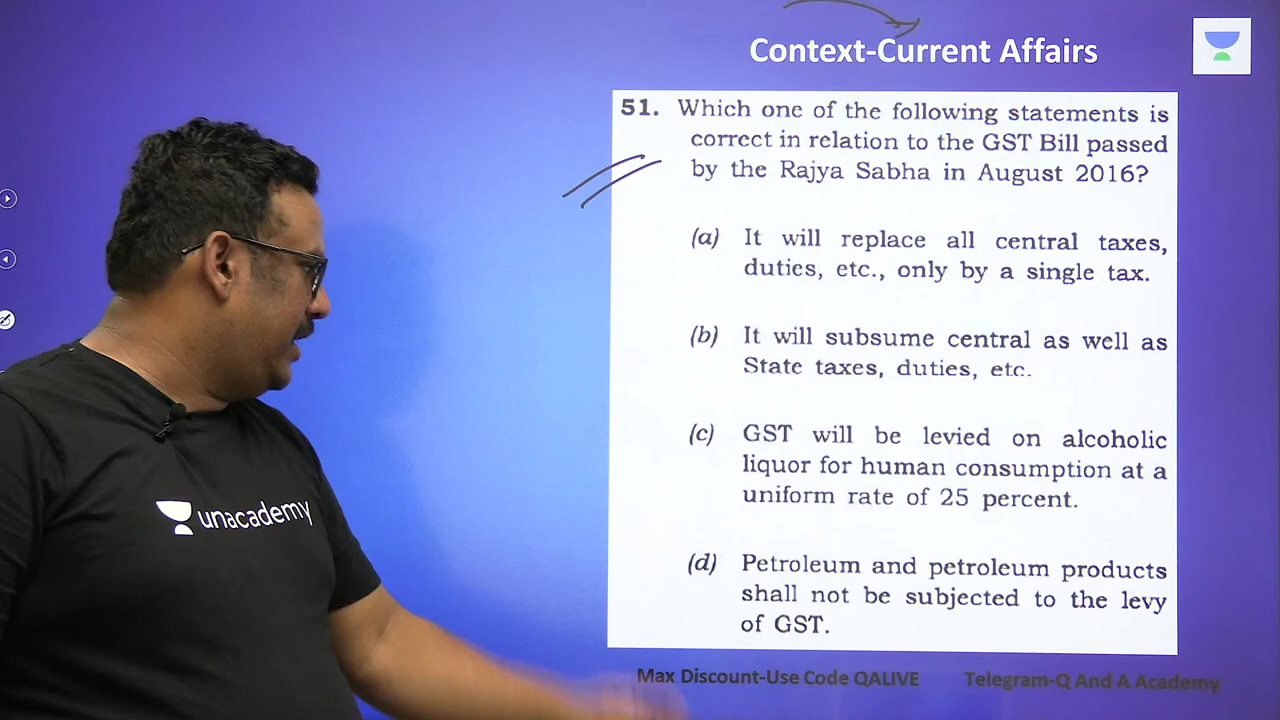 Context-Current Affairs
51. Which one of the following statements is
correct in relation to the GST Bill passed
by the Rajya Sabha in August 2016?
(a) It will replace all central taxes,
duties, etc., only by a single tax.
(b) It will subsume central as well as
State taxes, duties, etc.
(c) GST will be levied on alcoholic
liquor for human consumption at a
uniform rate of 25 percent.
(d) Petroleum and petroleum products
shall not be subjected to the levy
of GST.
unacademy
Max Discount-Use Code QALIVE Telegram-Q And A Academy